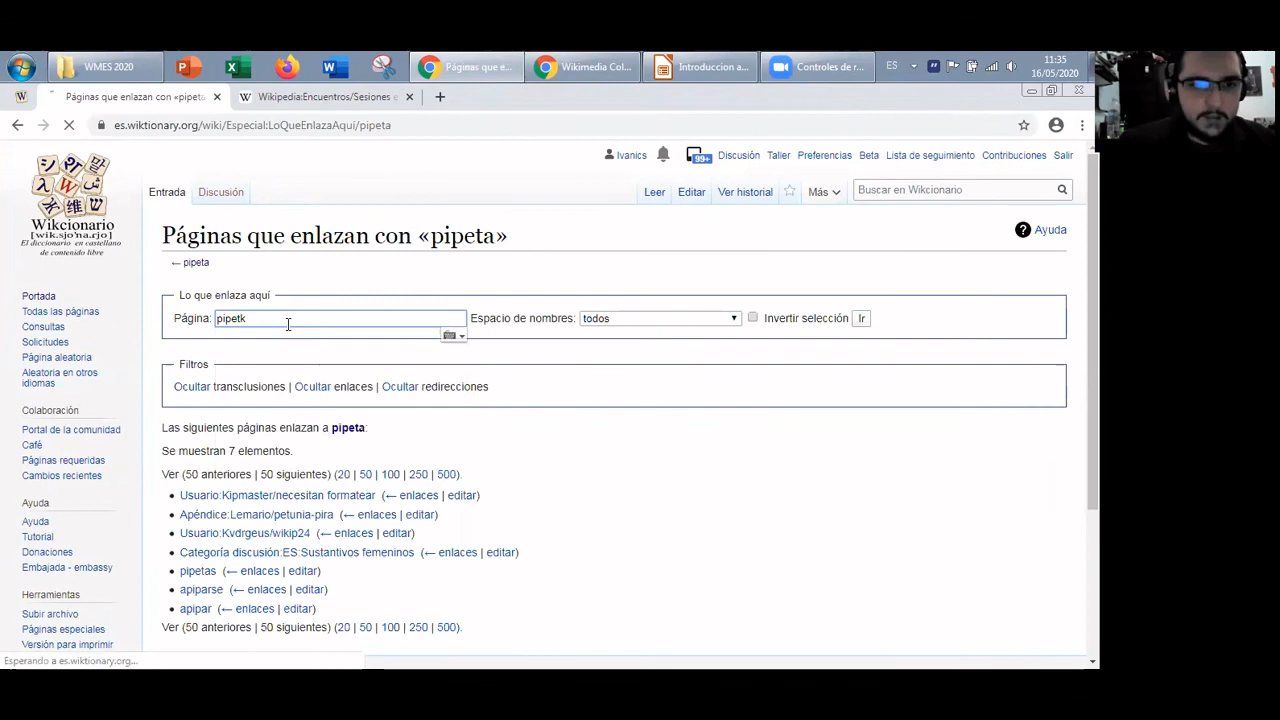 WMES 2020
Páginas que e...
Wikimedia Col...
Introduccion a...
Controles de r...
ES
11:35
16/05/2020
Páginas que enlazan con «pipeta
Wikipedia:Encuentros/Sesiones e
es.wiktionary.org/wiki/Especial:LoQueEnlazaAquí/pipeta
Ivanics 99+ Discusión Taller Preferencias Beta Lista de seguimiento Contribuciones Salir
Entrada Discusión Leer Editar Ver historial Más Buscar en Wikcionario
Wikcionario
[wik.sjo'na.rjo]
El diccionario en castellano
de contenido libre
Portada
Todas las páginas
Consultas
Solicitudes
Página aleatoria
Aleatoria en otros
idiomas
Colaboración
Portal de la comunidad
Café
Páginas requeridas
Cambios recientes
Ayuda
Ayuda
Tutorial
Donaciones
Embajada - embassy
Herramientas
Subir archivo
Páginas especiales
Versión para imprimir
Páginas que enlazan con «pipeta»
Ayuda
← pipeta
Lo que enlaza aquí
Página: pipetk Espacio de nombres: todos Invertir selección Ir
Filtros
Ocultar transclusiones | Ocultar enlaces | Ocultar redirecciones
Las siguientes páginas enlazan a pipeta:
Se muestran 7 elementos.
Ver (50 anteriores | 50 siguientes) (20 | 50 | 100 | 250 | 500).
Usuario:Kipmaster/necesitan formatear (← enlaces | editar)
Apéndice:Lemario/petunia-pira (← enlaces | editar)
Usuario:Kvdrgeus/wikip24 (← enlaces | editar)
Categoría discusión:ES:Sustantivos femeninos (← enlaces | editar)
pipetas (← enlaces | editar)
apiparse (← enlaces | editar)
apipar (← enlaces | editar)
Ver (50 anteriores | 50 siguientes) (20 | 50 | 100 | 250 | 500).
Esperando a es.wiktionary.org...